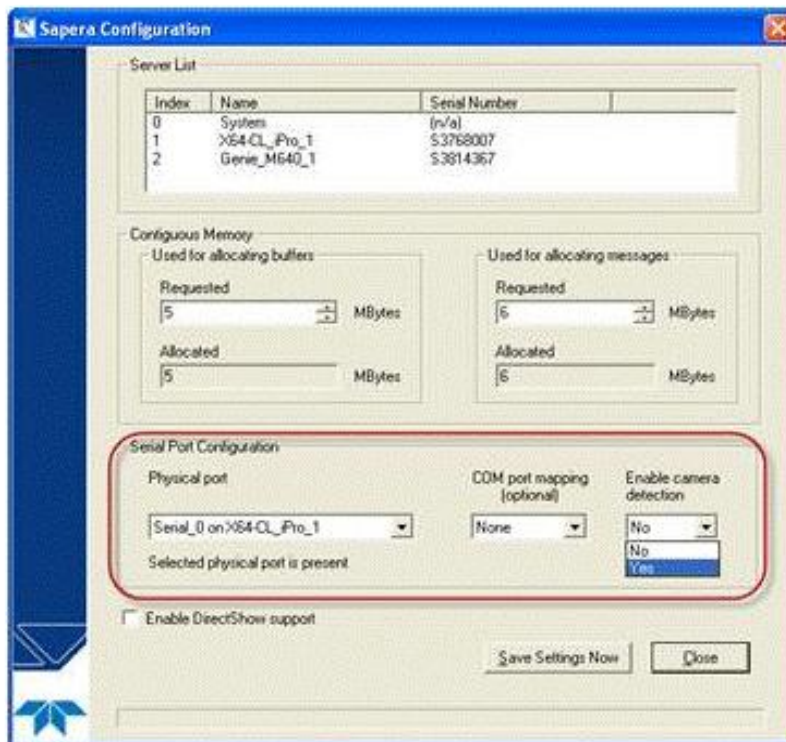 Sapera Configuration
Server List
Index Name Serial Number
0 System (n/a)
1 X64-CL_iPro_1 S3768007
2 Genie_M640_1 S3814367
Contiguous Memory
Used for allocating buffers
Requested
5 MBytes
Allocated
5 MBytes
Used for allocating messages
Requested
6 MBytes
Allocated
6 MBytes
Serial Port Configuration
Physical port
Serial_0 on X64-CL_iPro_1
Selected physical port is present
COM port mapping
(optional)
None
Enable camera
detection
No
No
Yes
Enable DirectShow support
Save Settings Now Close